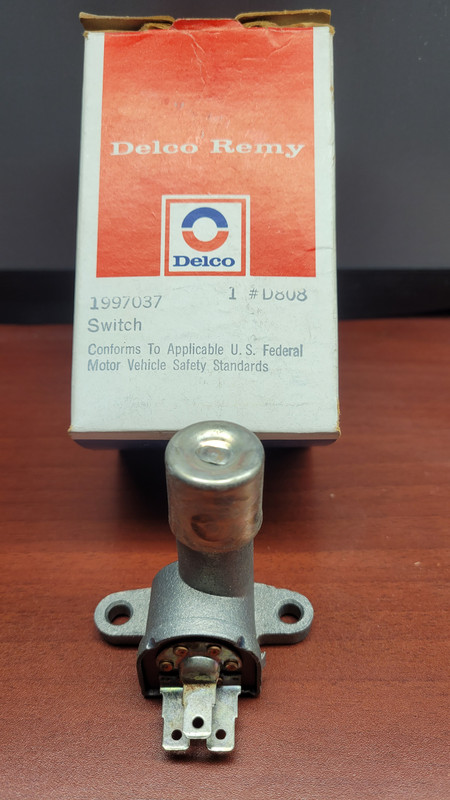 Delco Remy
Delco
1997037 1 #D808
Switch
Conforms To Applicable U.S. Federal
Motor Vehicle Safety Standards